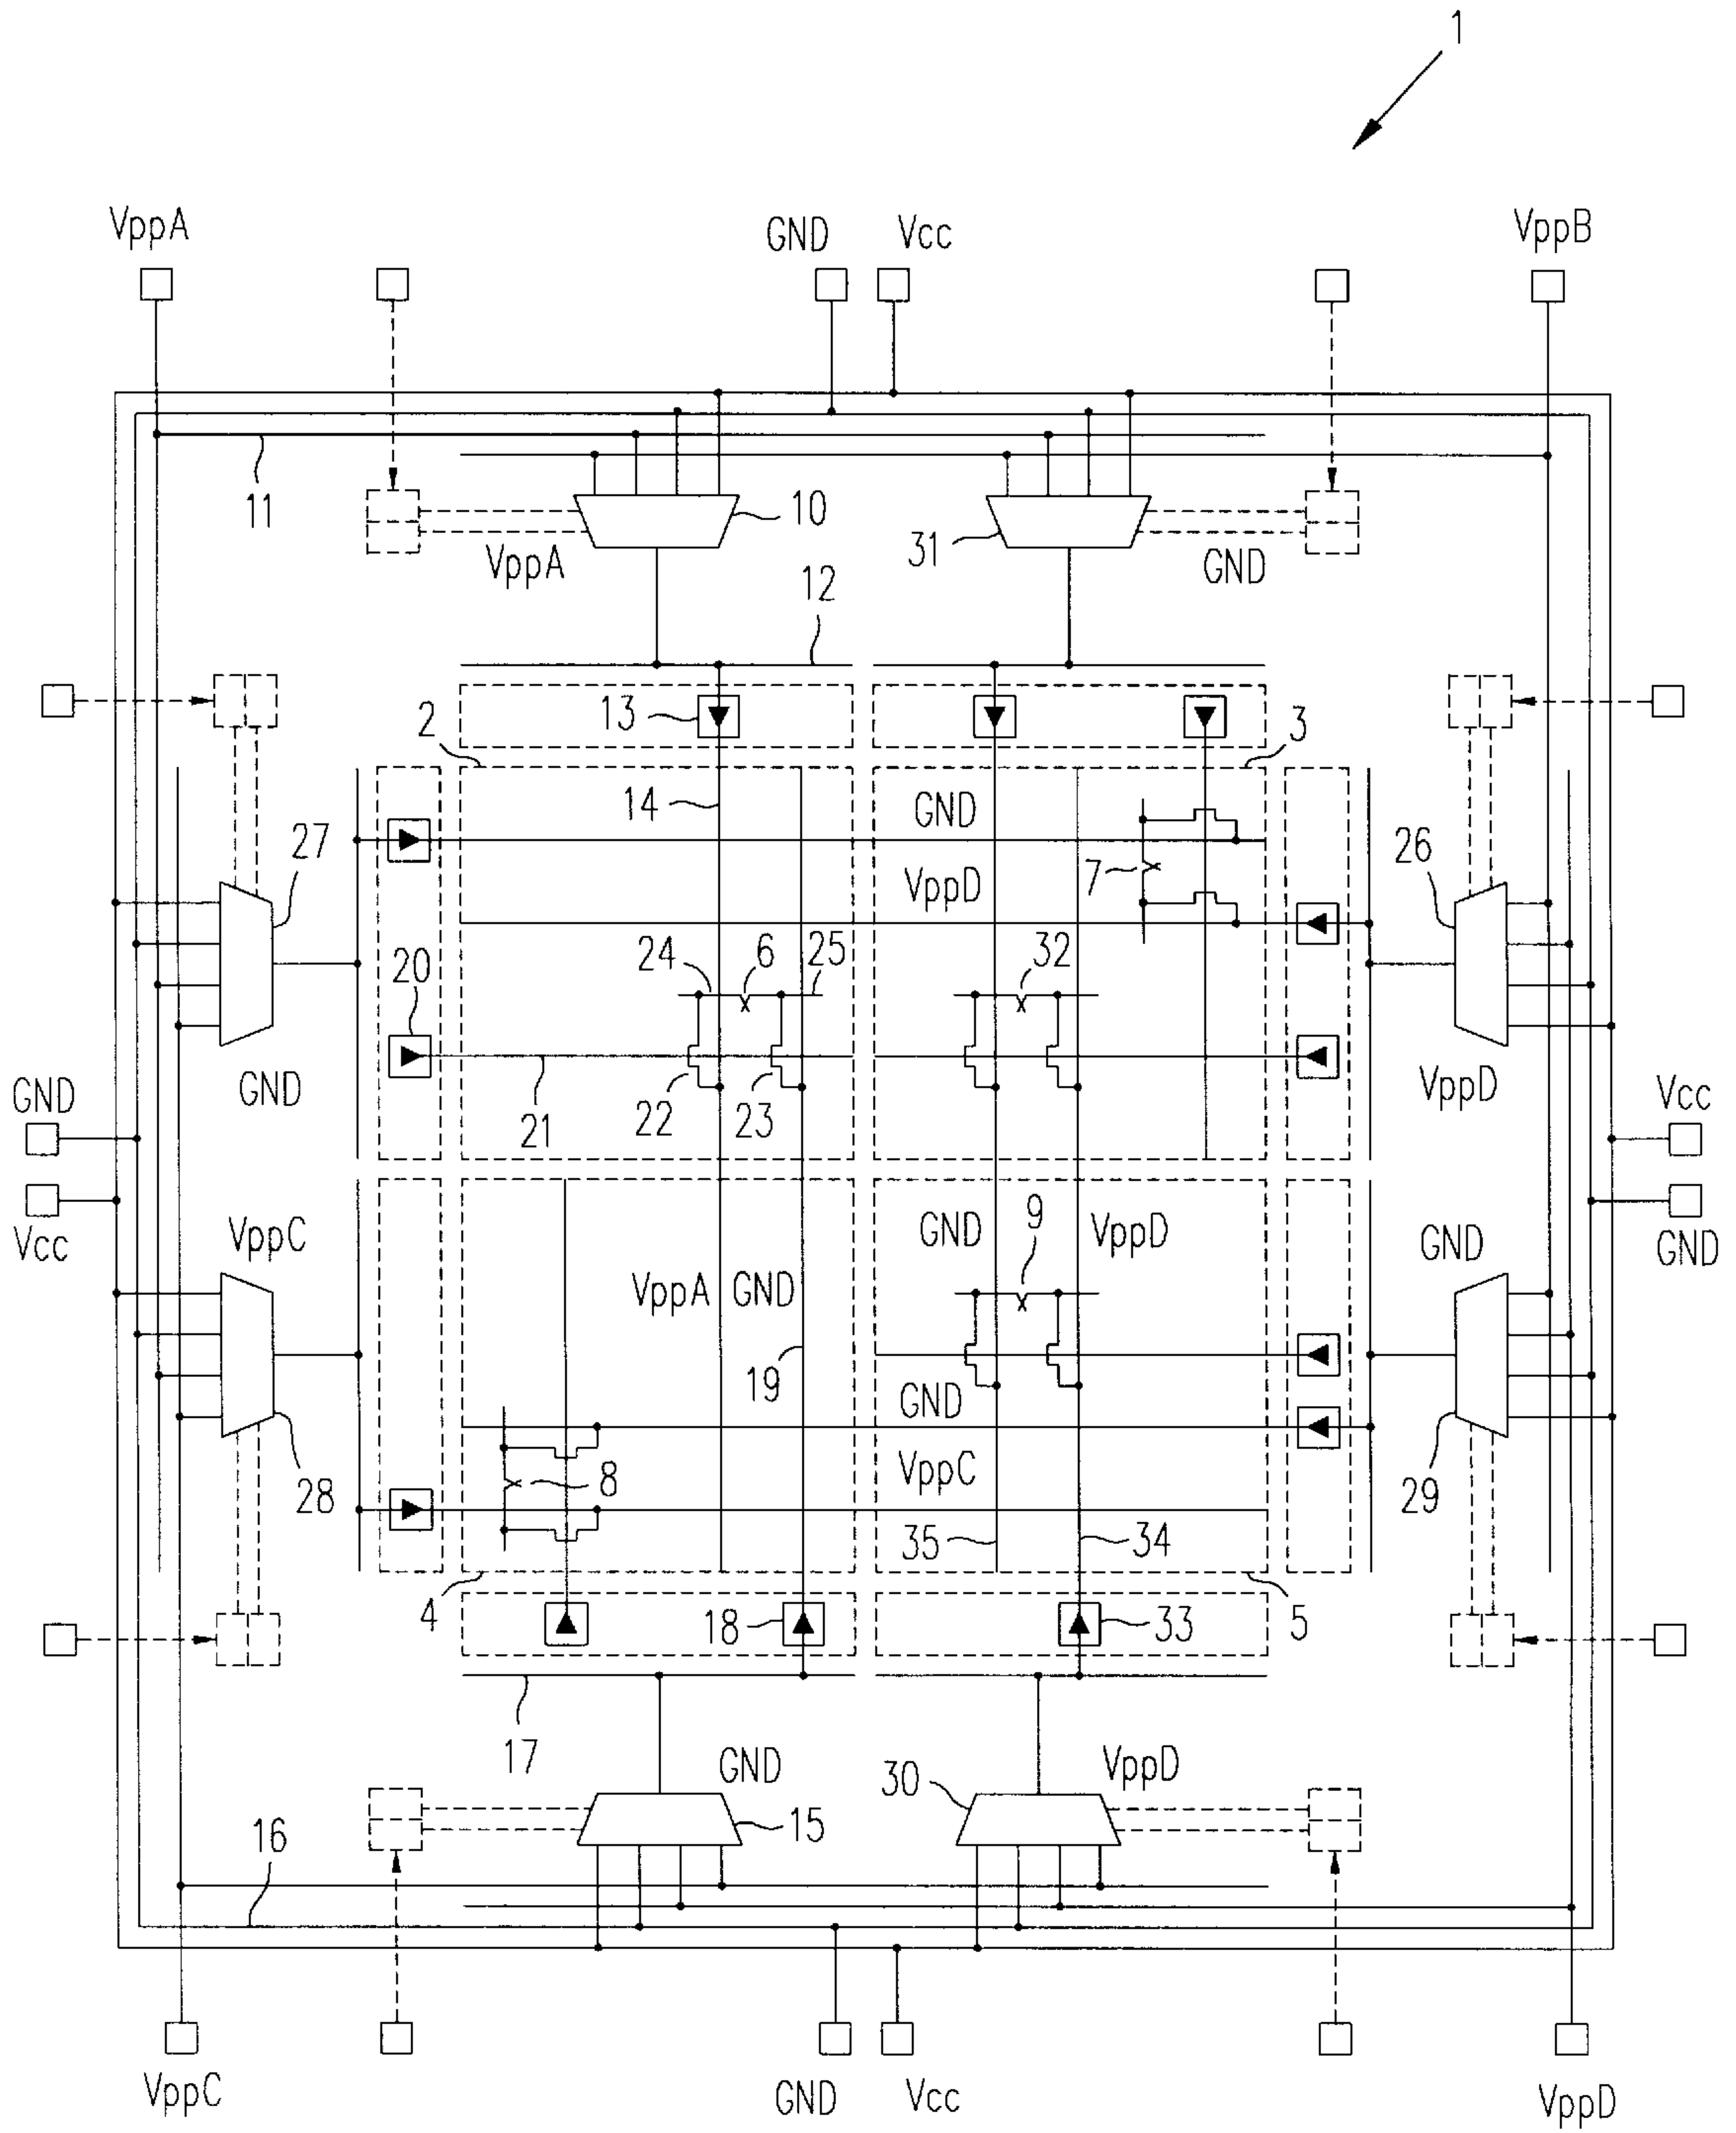 1
VppA
GND
Vcc
VppB
11
10
31
VppA
GND
12
13
2
3
14
GND
27
VppD
7
26
24
6
25
32
20
22
23
21
GND
VppD
GND
Vcc
Vcc
VppC
GND
9
VppD
GND
GND
VppA
GND
19
GND
28
8
VppC
29
35
34
4
18
33
5
17
GND
30
VppD
15
16
VppC
GND
Vcc
VppD